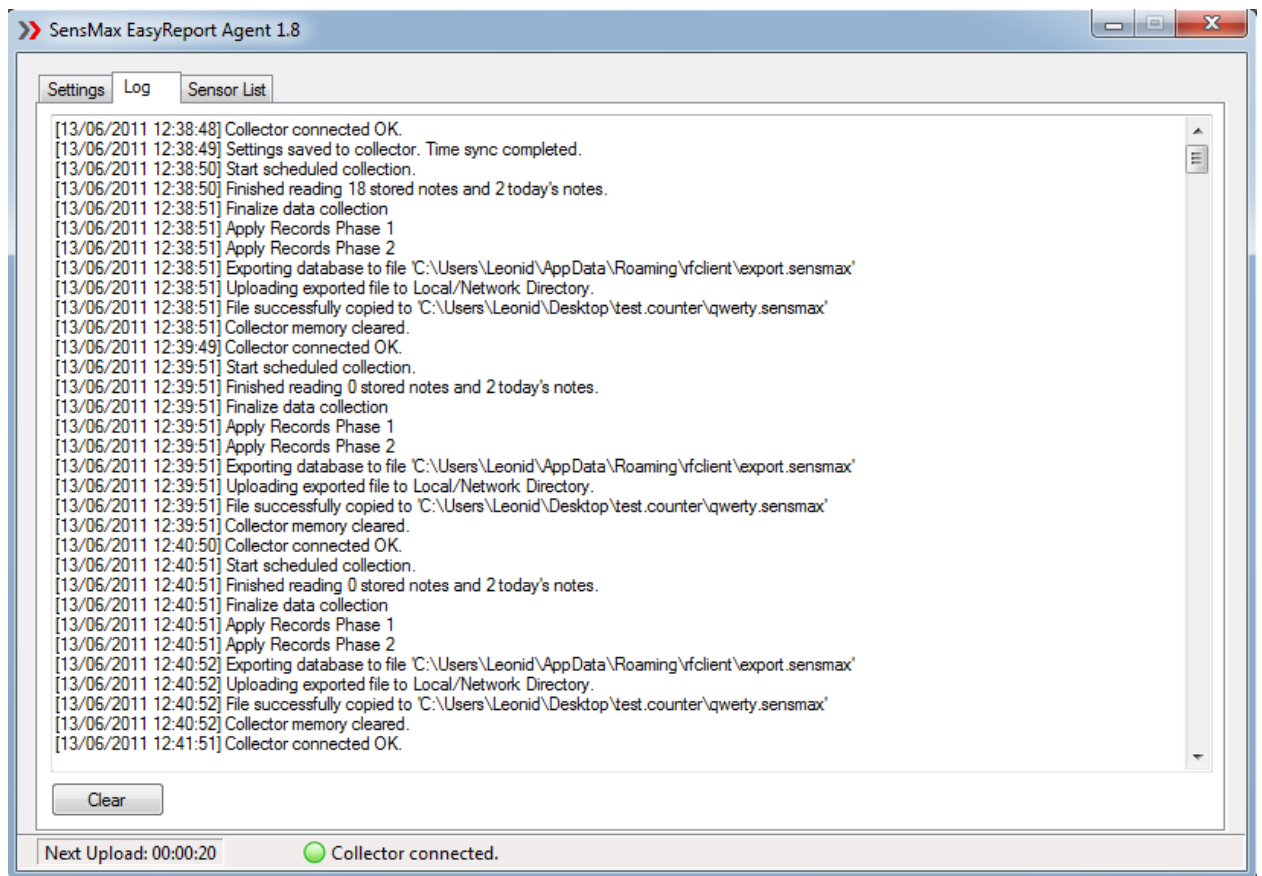 SensMax EasyReport Agent 1.8
Settings Log Sensor List
[13/06/2011 12:38:48] Collector connected OK.
[13/06/2011 12:38:49] Settings saved to collector. Time sync completed.
[13/06/2011 12:38:50] Start scheduled collection.
[13/06/2011 12:38:50] Finished reading 18 stored notes and 2 today's notes.
[13/06/2011 12:38:51] Finalize data collection
[13/06/2011 12:38:51] Apply Records Phase 1
[13/06/2011 12:38:51] Apply Records Phase 2
[13/06/2011 12:38:51] Exporting database to file 'C:\Users\Leonid\AppData\Roaming\rfclient\export.sensmax'
[13/06/2011 12:38:51] Uploading exported file to Local/Network Directory.
[13/06/2011 12:38:51] File successfully copied to 'C:\Users\Leonid\Desktop\test.counter\qwerty.sensmax'
[13/06/2011 12:38:51] Collector memory cleared.
[13/06/2011 12:39:49] Collector connected OK.
[13/06/2011 12:39:51] Start scheduled collection.
[13/06/2011 12:39:51] Finished reading 0 stored notes and 2 today's notes.
[13/06/2011 12:39:51] Finalize data collection
[13/06/2011 12:39:51] Apply Records Phase 1
[13/06/2011 12:39:51] Apply Records Phase 2
[13/06/2011 12:39:51] Exporting database to file 'C:\Users\Leonid\AppData\Roaming\rfclient\export.sensmax'
[13/06/2011 12:39:51] Uploading exported file to Local/Network Directory.
[13/06/2011 12:39:51] File successfully copied to 'C:\Users\Leonid\Desktop\test.counter\qwerty.sensmax'
[13/06/2011 12:39:51] Collector memory cleared.
[13/06/2011 12:40:50] Collector connected OK.
[13/06/2011 12:40:51] Start scheduled collection.
[13/06/2011 12:40:51] Finished reading 0 stored notes and 2 today's notes.
[13/06/2011 12:40:51] Finalize data collection
[13/06/2011 12:40:51] Apply Records Phase 1
[13/06/2011 12:40:51] Apply Records Phase 2
[13/06/2011 12:40:52] Exporting database to file 'C:\Users\Leonid\AppData\Roaming\rfclient\export.sensmax'
[13/06/2011 12:40:52] Uploading exported file to Local/Network Directory.
[13/06/2011 12:40:52] File successfully copied to 'C:\Users\Leonid\Desktop\test.counter\qwerty.sensmax'
[13/06/2011 12:40:52] Collector memory cleared.
[13/06/2011 12:41:51] Collector connected OK.
Clear
Next Upload: 00:00:20 Collector connected.